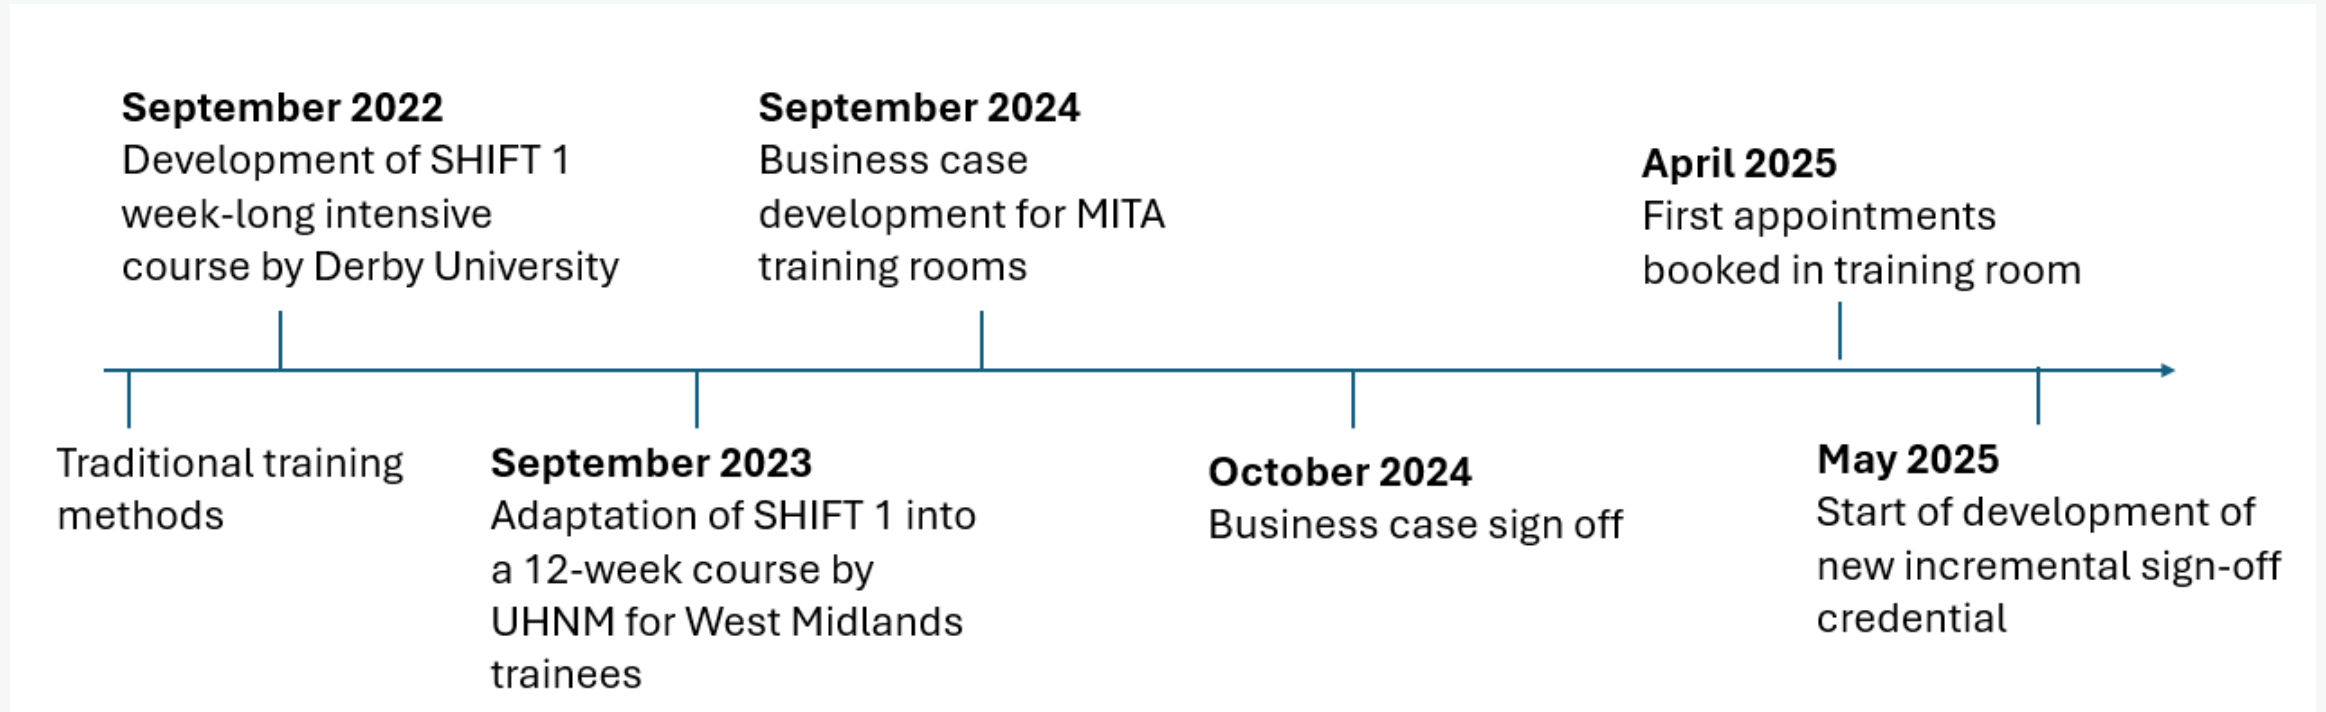 September 2022
Development of SHIFT 1
week-long intensive
course by Derby University
September 2024
Business case
development for MITA
training rooms
April 2025
First appointments
booked in training room
Traditional training
methods
September 2023
Adaptation of SHIFT 1 into
a 12-week course by
UHNM for West Midlands
trainees
October 2024
Business case sign off
May 2025
Start of development of
new incremental sign-off
credential